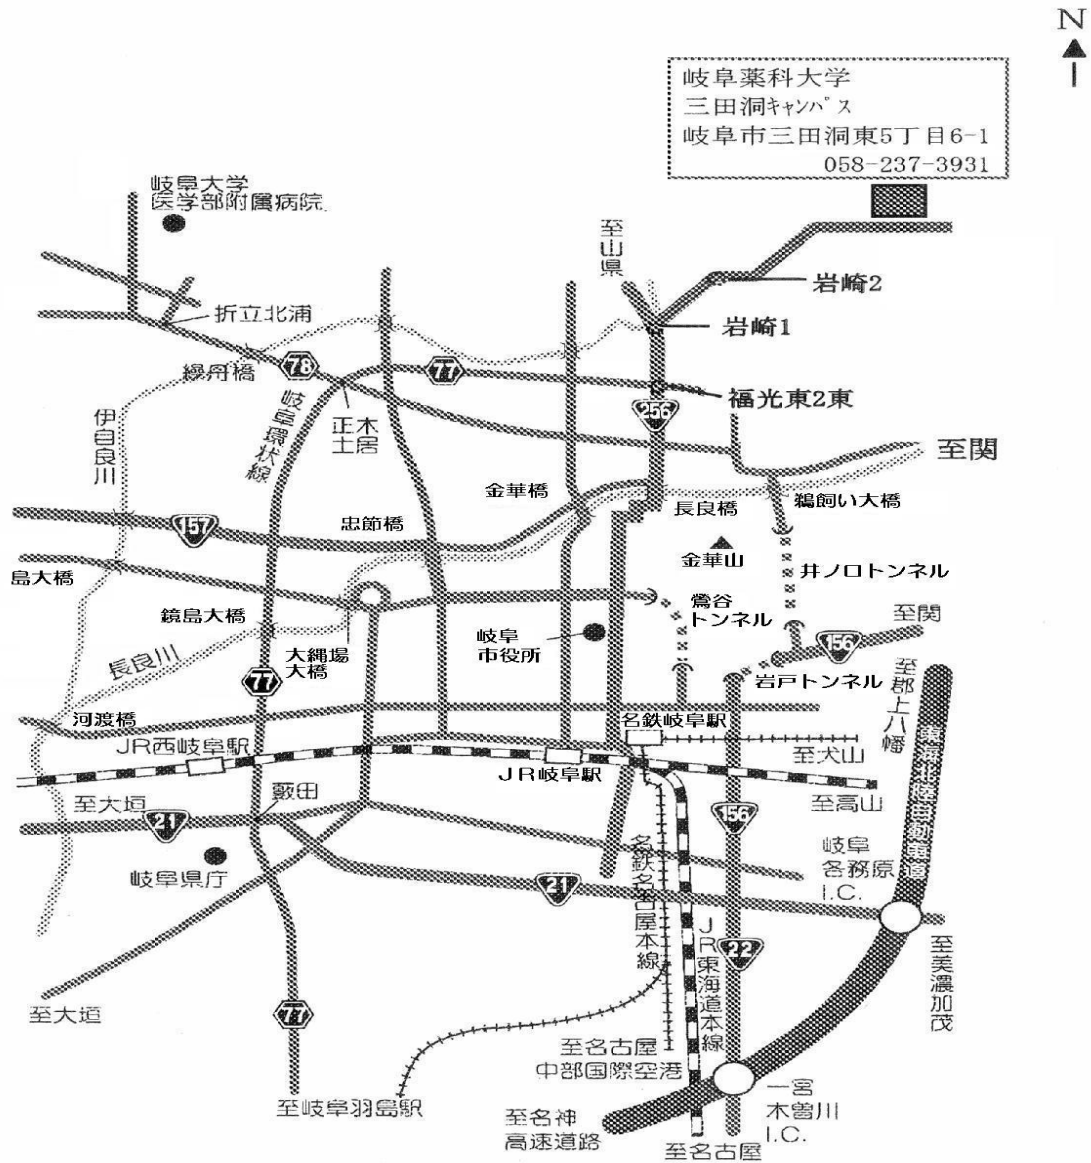 N
岐阜薬科大学
三田洞ｷｬﾝﾊﾟｽ
岐阜市三田洞東5丁目6-1
058-237-3931
岐阜大学
医学部附属病院
至山県
岩崎2
折立北浦
岩崎1
繰舟橋
78
77
福光東2東
岐阜環状線
256
伊自良川
正木
土居
至関
金華橋
長良橋
鵜飼い大橋
157
忠節橋
金華山
井ノ口トンネル
島大橋
鏡島大橋
鶯谷
トンネル
至関
岐阜
市役所
156
長良川
大縄場
大橋
岩戸トンネル
至郡上八幡
77
河渡橋
名鉄岐阜駅
東海北陸自動車道
JR西岐阜駅
至犬山
JR岐阜駅
至大垣
藪田
至高山
21
156
岐阜
各務原
I.C.
岐阜県庁
名鉄名古屋本線
21
JR東海道本線
22
至美濃加茂
至大垣
77
至名古屋
中部国際空港
至岐阜羽島駅
至名神
高速道路
一宮
木曽川
I.C.
至名古屋